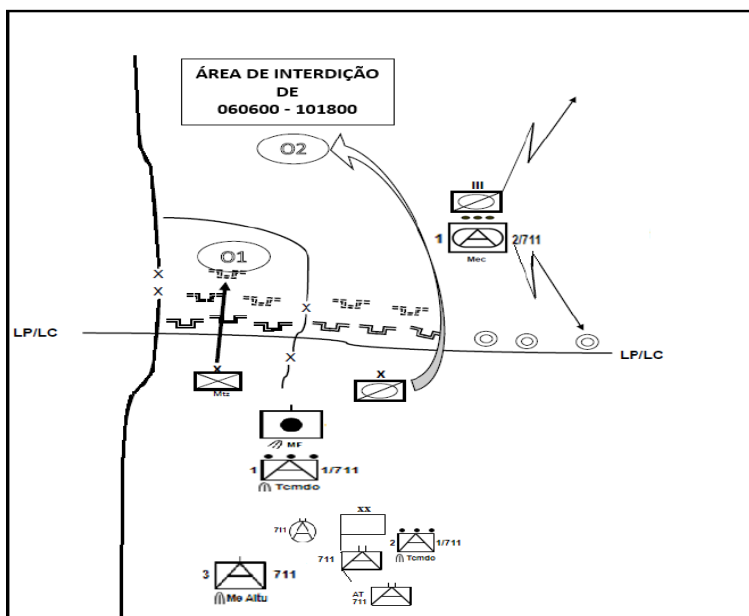 ÁREA DE INTERDIÇÃO
DE
060600 - 101800
O2
III
1 2/711
Mec
O1
X
X
X
LP/LC
LP/LC
X
X
Mtz
X
MF
1 1/711
Tcmdo
711
XX
2 1/711
Tcmdo
711
3 711
Me Altu
AT
711